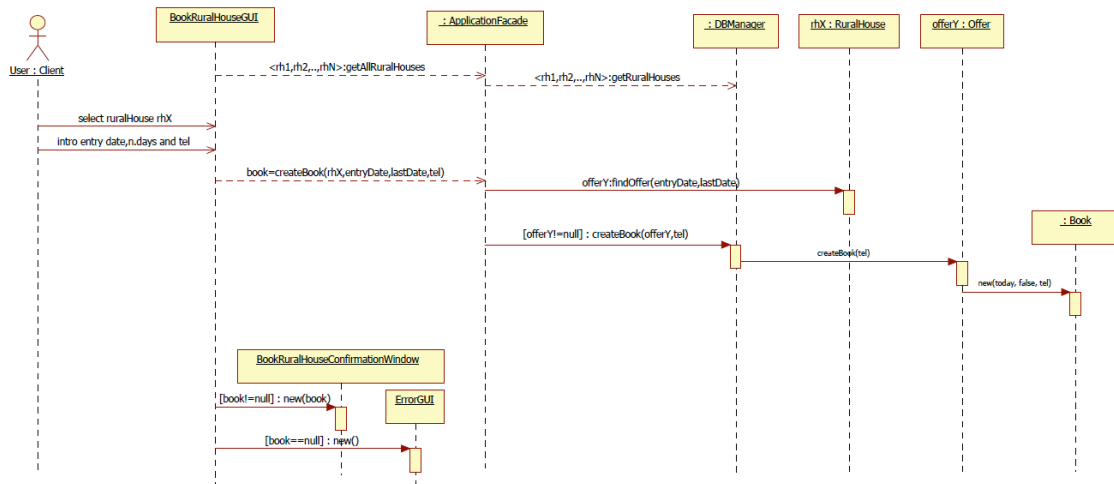 BookRuralHouseGUI
: ApplicationFacade
: DBManager
rhX : RuralHouse
offerY : Offer
User : Client
<rh1,rh2,..,rhN>:getAllRuralHouses
<rh1,rh2,..,rhN>:getRuralHouses
select ruralHouse rhX
intro entry date,n.days and tel
book=createBook(rhX,entryDate,lastDate,tel)
offerY:findOffer(entryDate,lastDate)
: Book
[offerY!=null] : createBook(offerY,tel)
createBook(tel)
new(today, false, tel)
BookRuralHouseConfirmationWindow
[book!=null] : new(book)
ErrorGUI
[book==null] : new()